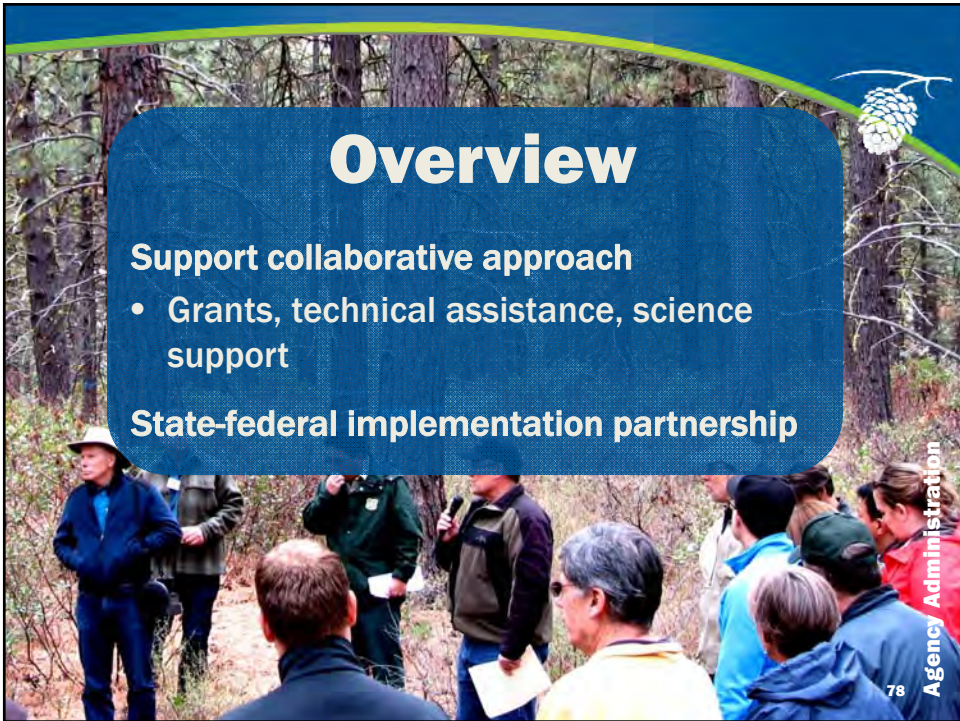 Overview
Support collaborative approach
• Grants, technical assistance, science
support
State-federal implementation partnership
Agency Administration
78